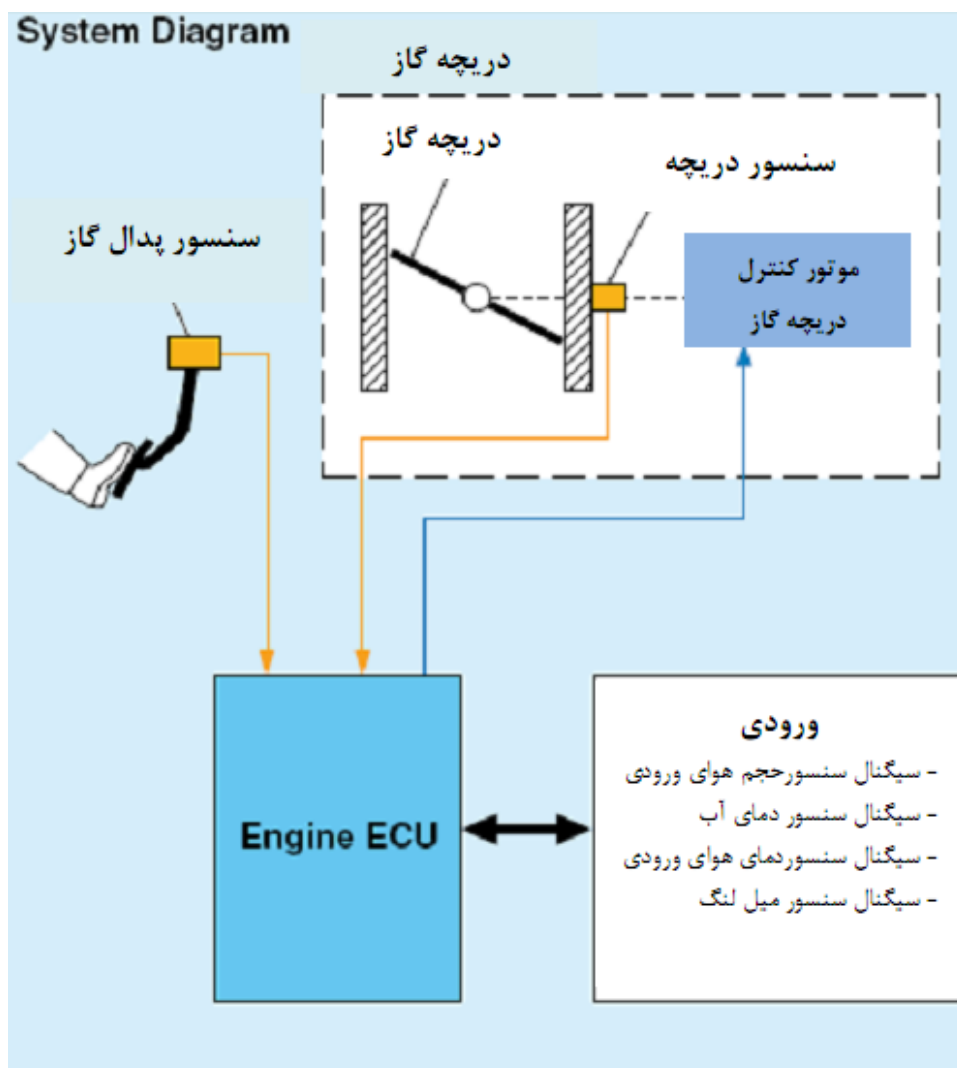 System Diagram
دریچه گاز
دریچه گاز
سنسور دریچه
سنسور پدال گاز
موتور کنترل
دریچه گاز
Engine ECU
ورودی
- سیگنال سنسورحجم هوای ورودی
- سیگنال سنسور دمای آب
- سیگنال سنسوردمای هوای ورودی
- سیگنال سنسور میل لنگ